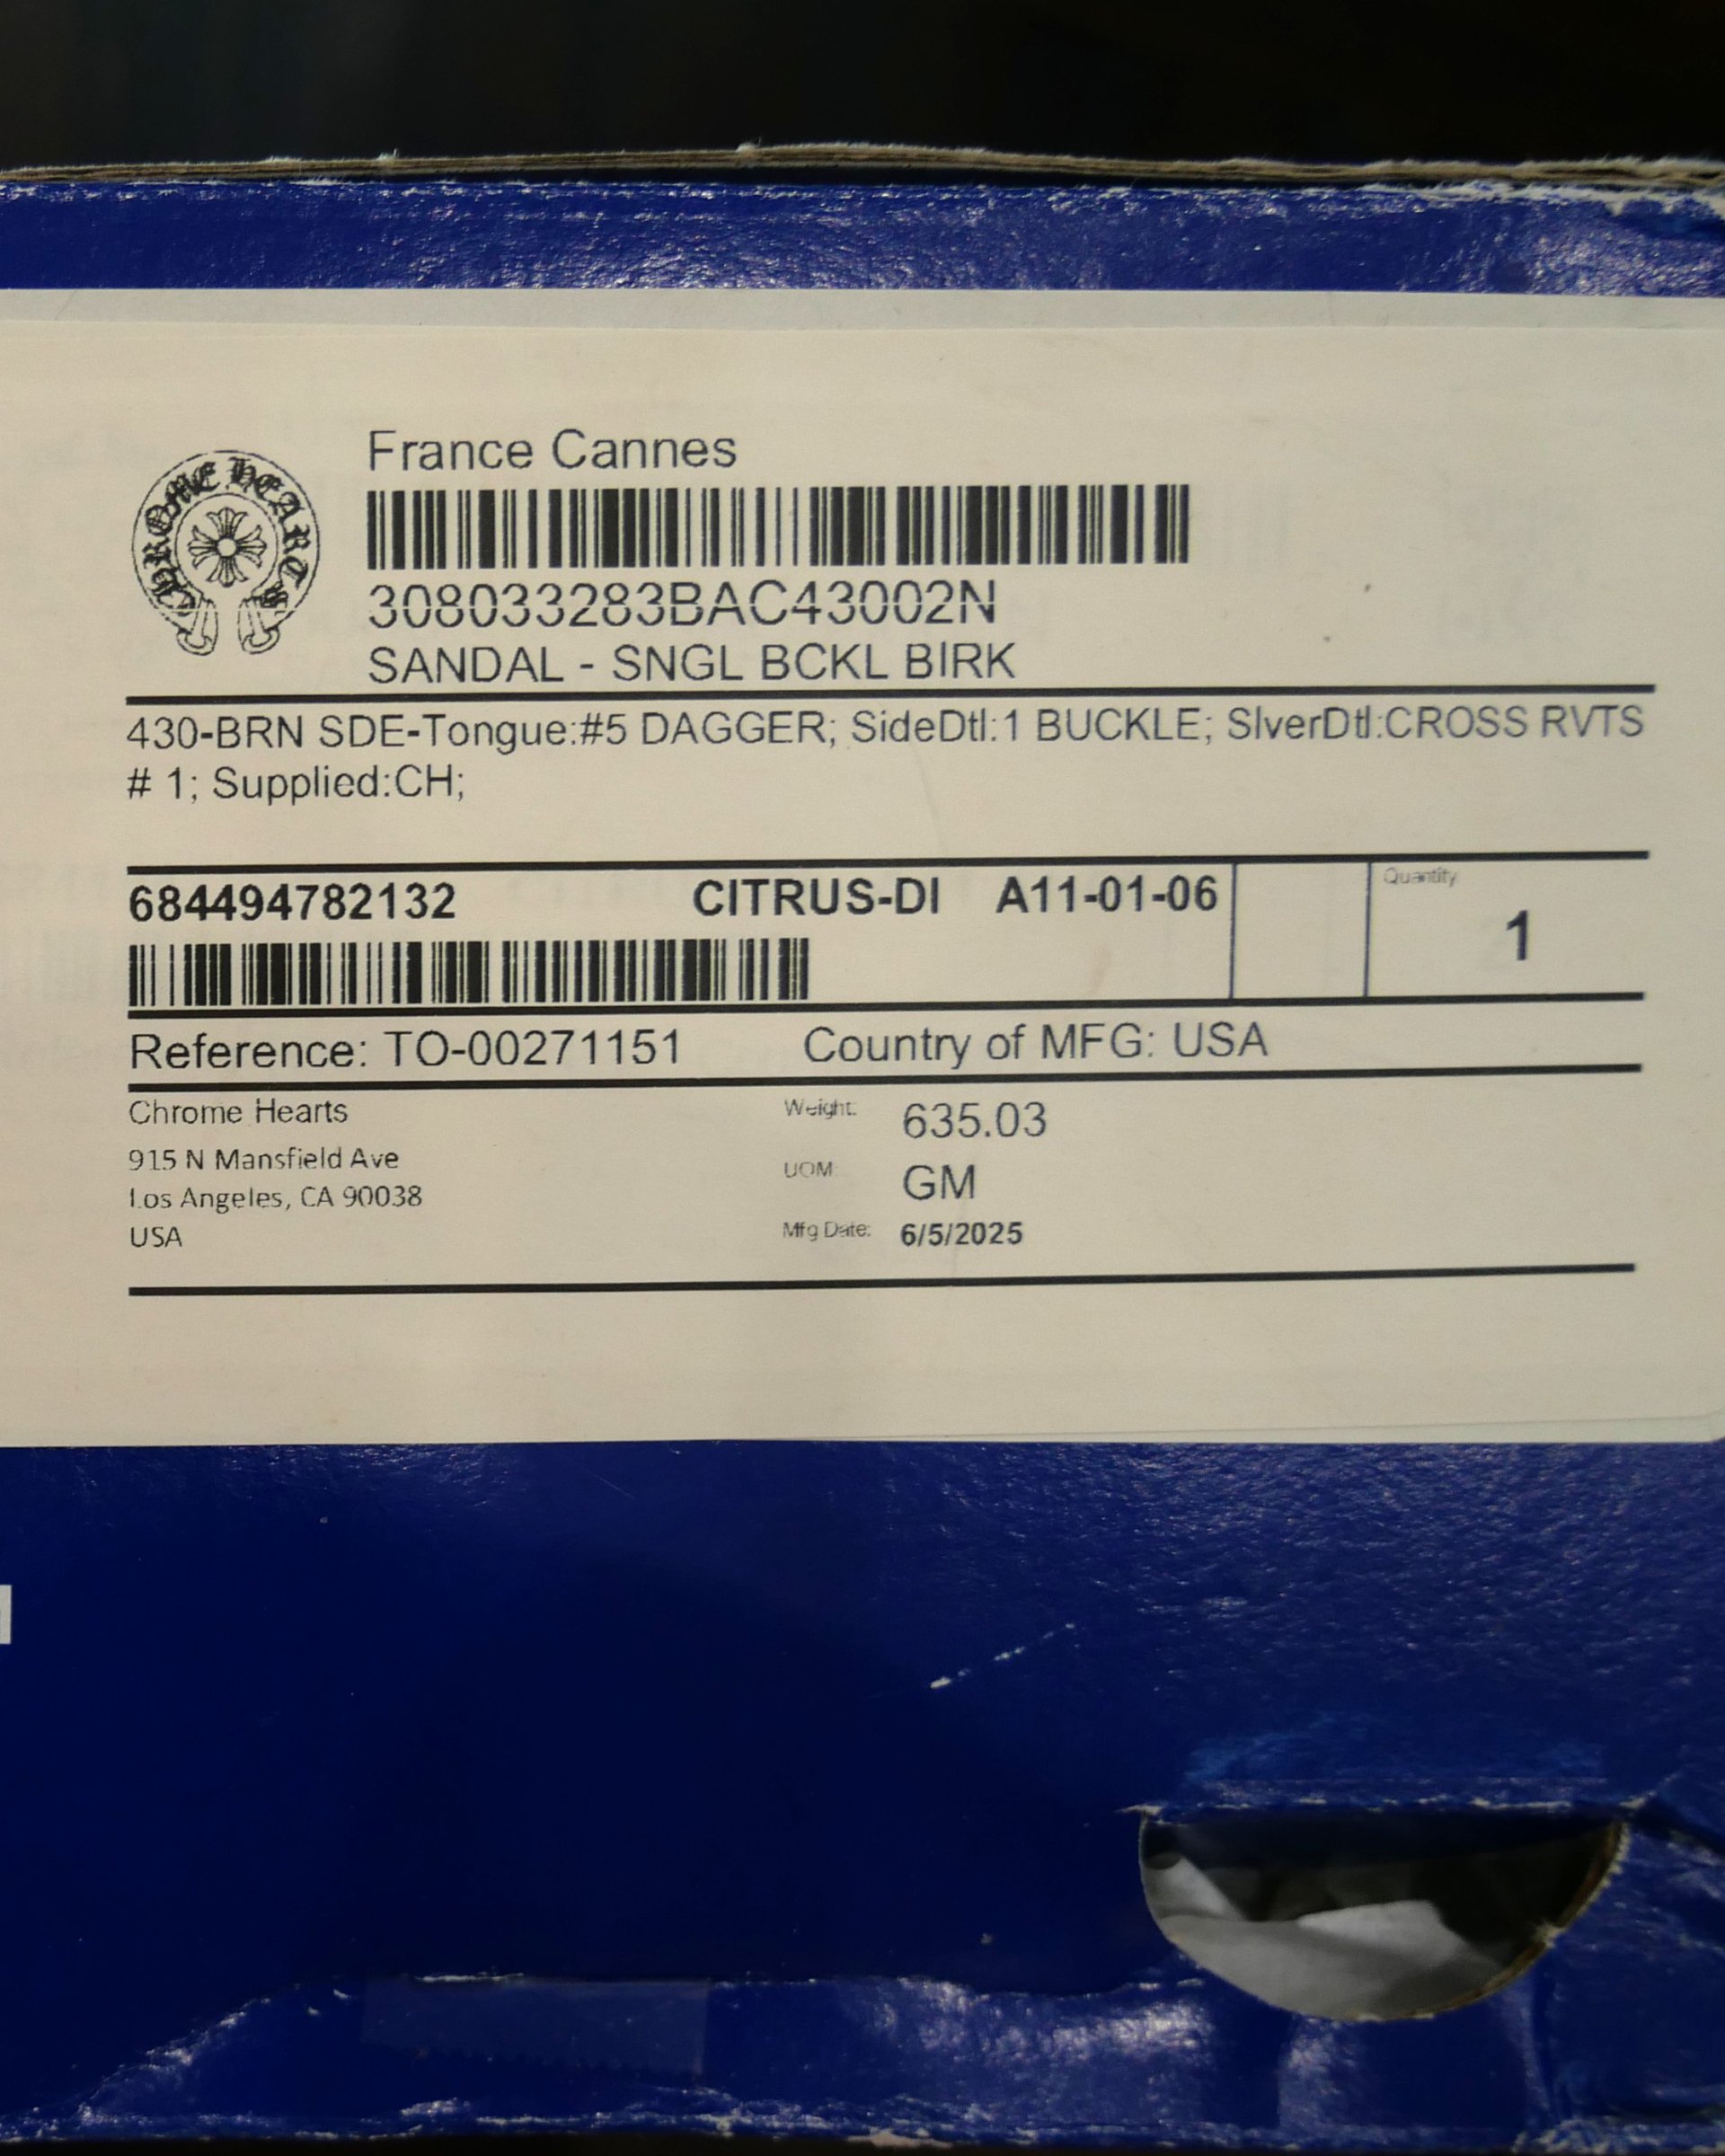 CHROME HEARTS
France Cannes
308033283BAC43002N
SANDAL - SNGL BCKL BIRK
430-BRN SDE-Tongue:#5 DAGGER; SideDtl:1 BUCKLE; SlverDtl:CROSS RVTS
# 1; Supplied:CH;
684494782132 CITRUS-DI A11-01-06
Quantity
1
Reference: TO-00271151 Country of MFG: USA
Chrome Hearts
915 N Mansfield Ave
Los Angeles, CA 90038
USA
Weight: 635.03
UOM: GM
Mfg Date: 6/5/2025